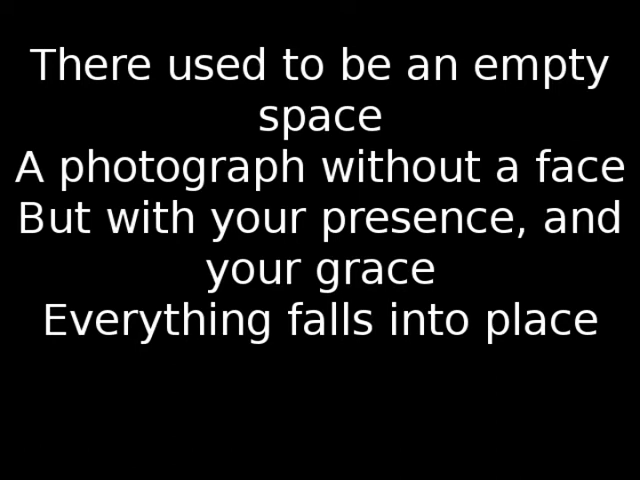 There used to be an empty
space
A photograph without a face
But with your presence, and
your grace
Everything falls into place